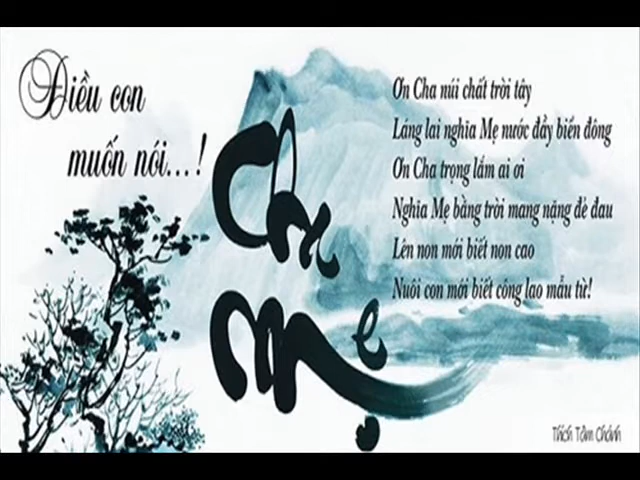 Điều con
muốn nói...!
Cha
Mẹ
Ơn Cha núi chất trời tây
Láng lai nghĩa Mẹ nước đầy biển đông
Ơn Cha trọng lắm ai ơi
Nghĩa Mẹ bằng trời mang nặng đẻ đau
Lên non mới biết non cao
Nuôi con mới biết công lao mẫu từ!
Thích Tâm Chánh